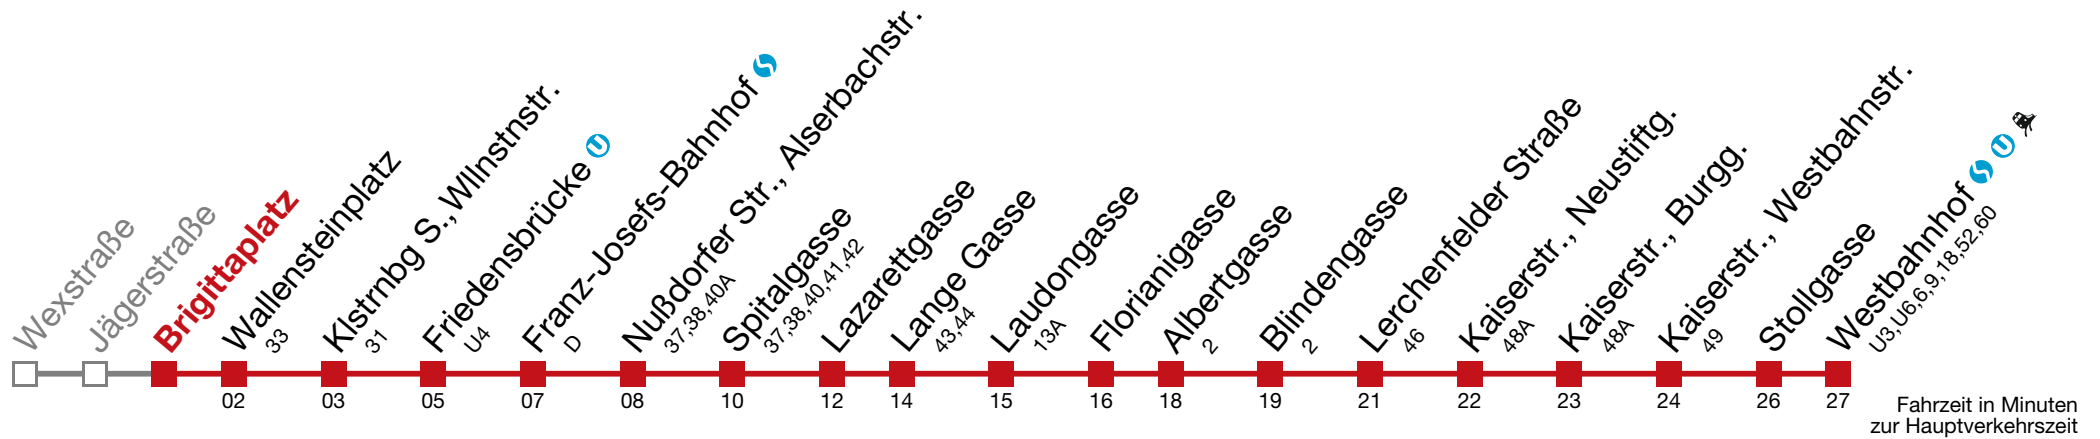 Wexstraße
Jägerstraße
Brigittaplatz
Wallensteinplatz
33
Klstrnbg S., Wllnstnstr.
31
Friedensbrücke U
U4
Franz-Josefs-Bahnhof S
D
Nußdorfer Str., Alserbachstr.
37,38,40A
Spitalgasse
37,38,40,41,42
Lazarettgasse
Lange Gasse
43,44
Laudongasse
13A
Florianigasse
Albertgasse
2
Blindengasse
2
Lerchenfelder Straße
46
Kaiserstr., Neustiftg.
48A
Kaiserstr., Burgg.
48A
Kaiserstr., Westbahnstr.
49
Stollgasse
Westbahnhof S U
U3, U6,6,9,18,52,60
02 03 05 07 08 10 12 14 15 16 18 19 21 22 23 24 26 27
Fahrzeit in Minuten
zur Hauptverkehrszeit